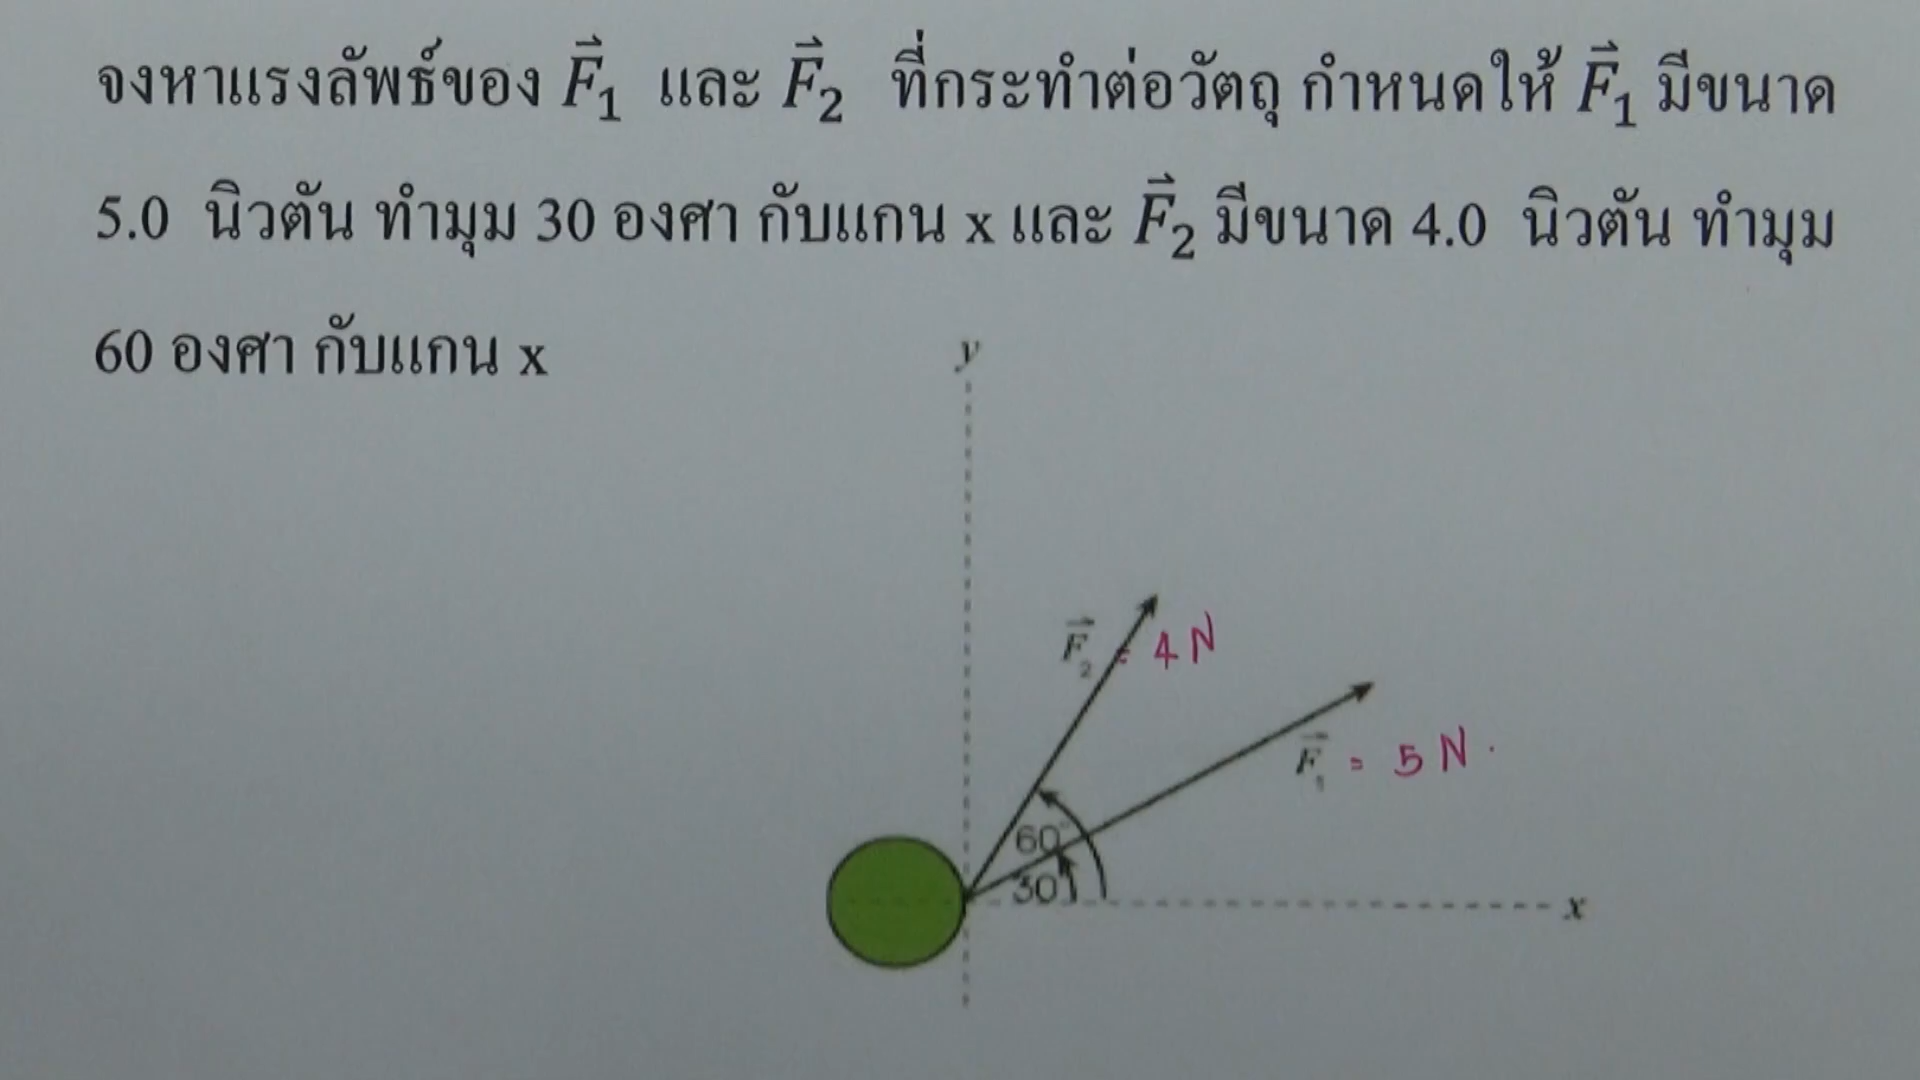 จงหาแรงลัพธ์ของ F⃗₁ และ F⃗₂ ที่กระทำต่อวัตถุ กำหนดให้ F⃗₁ มีขนาด
5.0 นิวตัน ทำมุม 30 องศา กับแกน x และ F⃗₂ มีขนาด 4.0 นิวตัน ทำมุม
60 องศา กับแกน x
y
F⃗₂ = 4 N
F⃗₁ = 5 N.
60°
30°
x